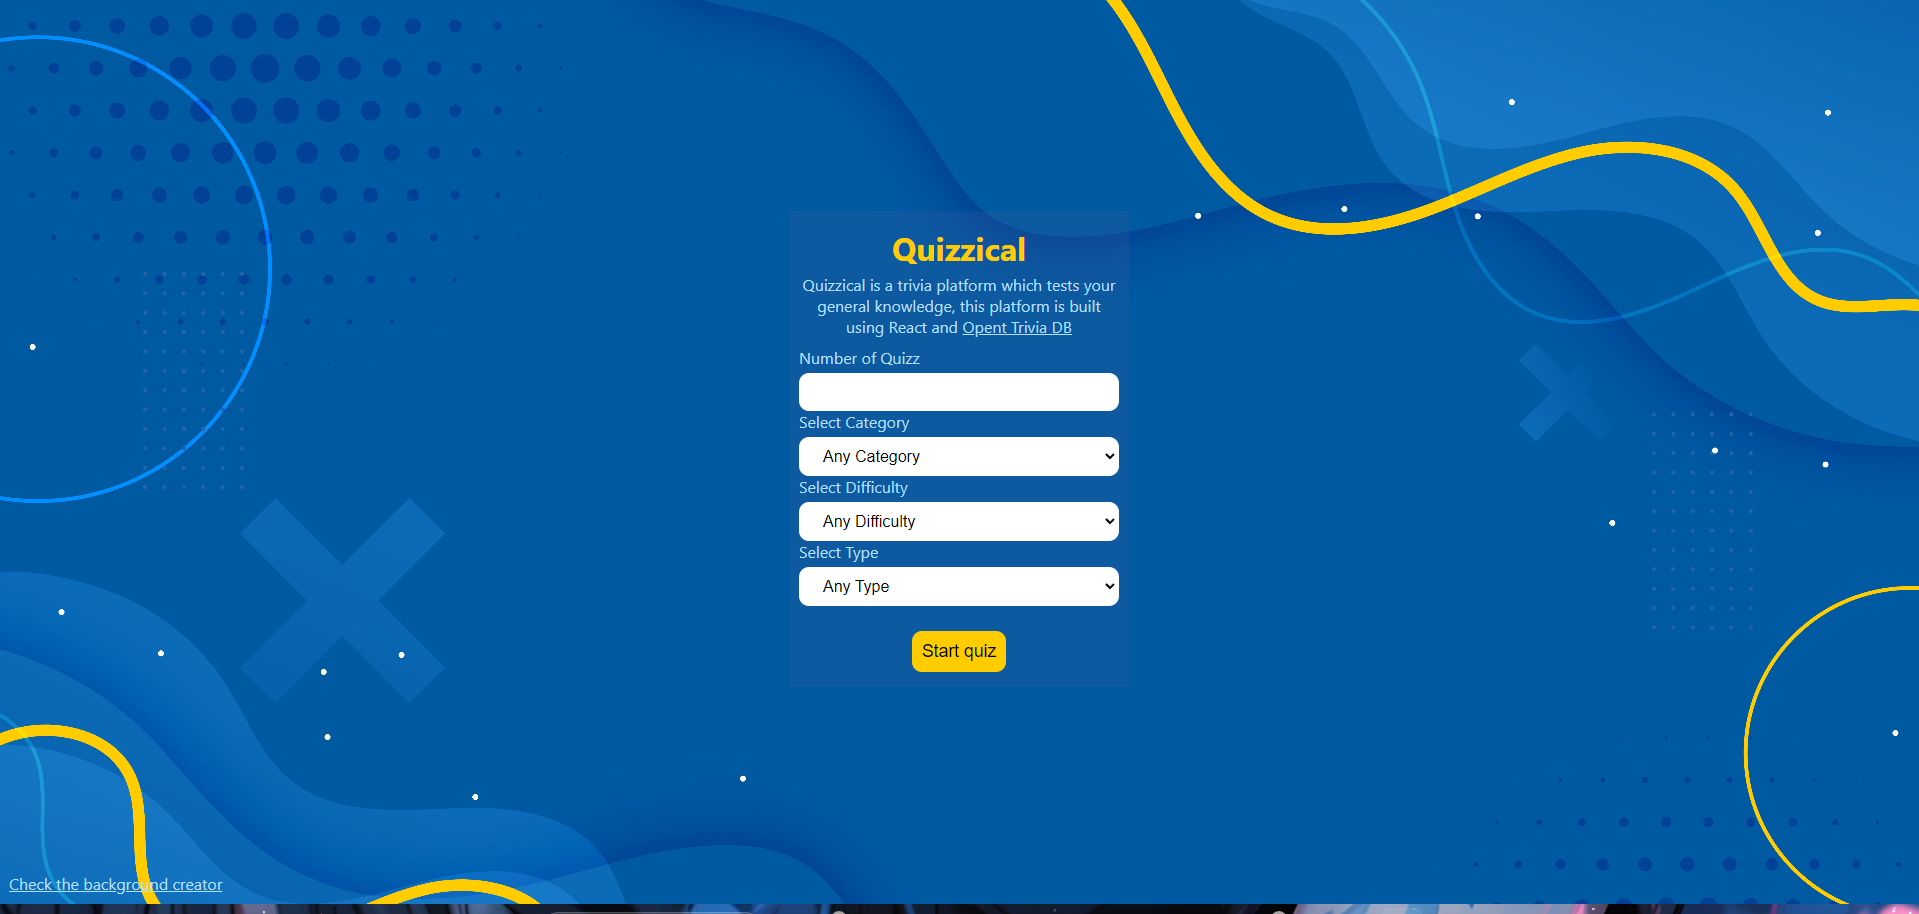 Quizzical
Quizzical is a trivia platform which tests your
general knowledge, this platform is built
using React and Opent Trivia DB
Number of Quizz
Select Category
Any Category
Select Difficulty
Any Difficulty
Select Type
Any Type
Start quiz
Check the background creator